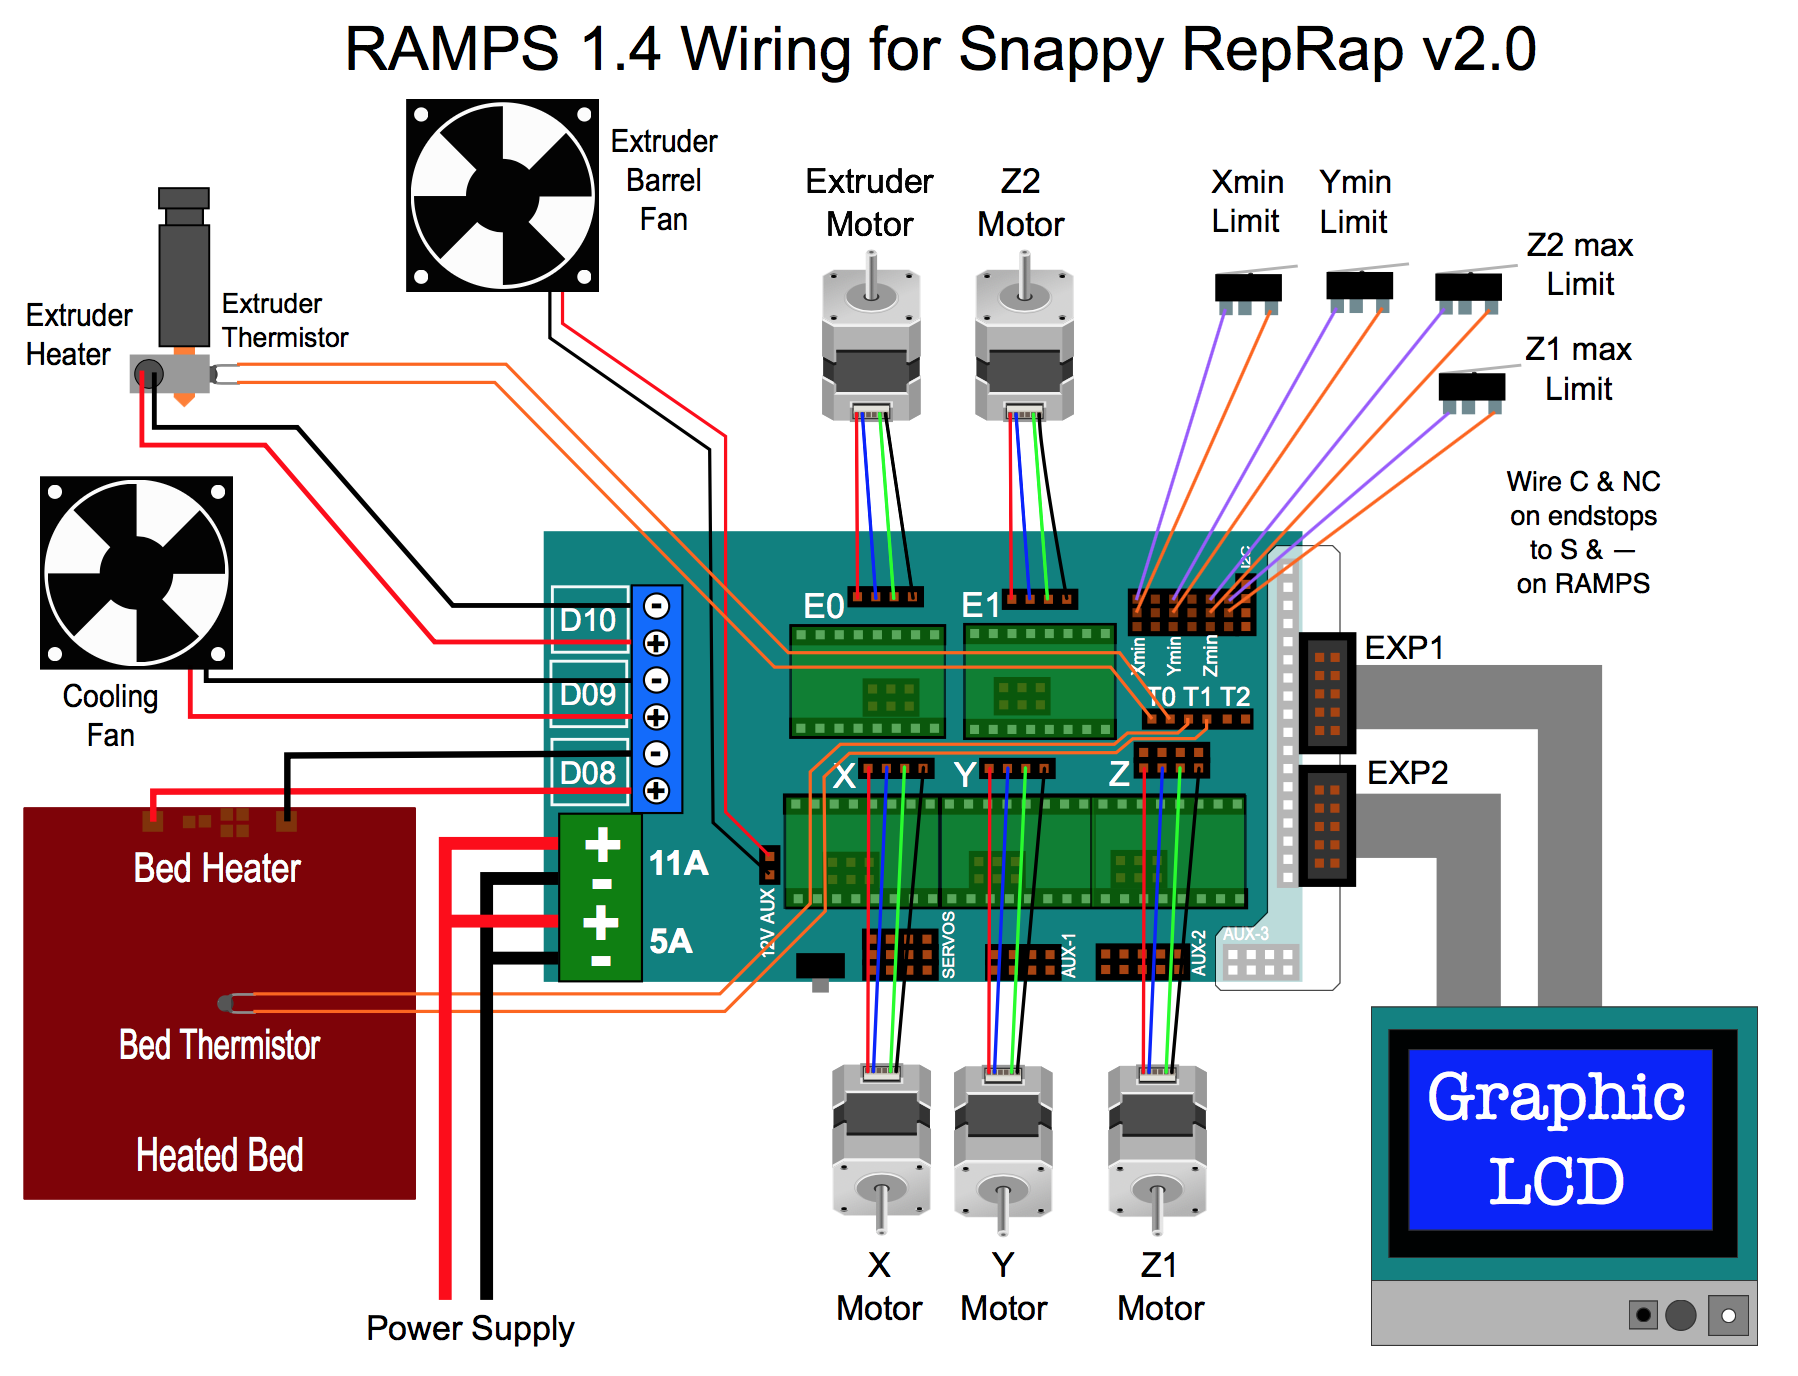 RAMPS 1.4 Wiring for Snappy RepRap v2.0
Extruder
Barrel
Fan
Extruder
Motor
Z2
Motor
Xmin
Limit
Ymin
Limit
Z2 max
Limit
Z1 max
Limit
Extruder
Heater
Extruder
Thermistor
Wire C & NC
on endstops
to S & —
on RAMPS
Cooling
Fan
I2C
E0
E1
Xmin
Ymin
Zmin
T0 T1 T2
D10
-
+
D09
-
+
D08
-
+
EXP1
EXP2
X
Y
Z
+
11A
-
+
5A
-
12V AUX
SERVOS
AUX-1
AUX-2
AUX-3
Bed Heater
Bed Thermistor
Heated Bed
Power Supply
X
Motor
Y
Motor
Z1
Motor
Graphic
LCD